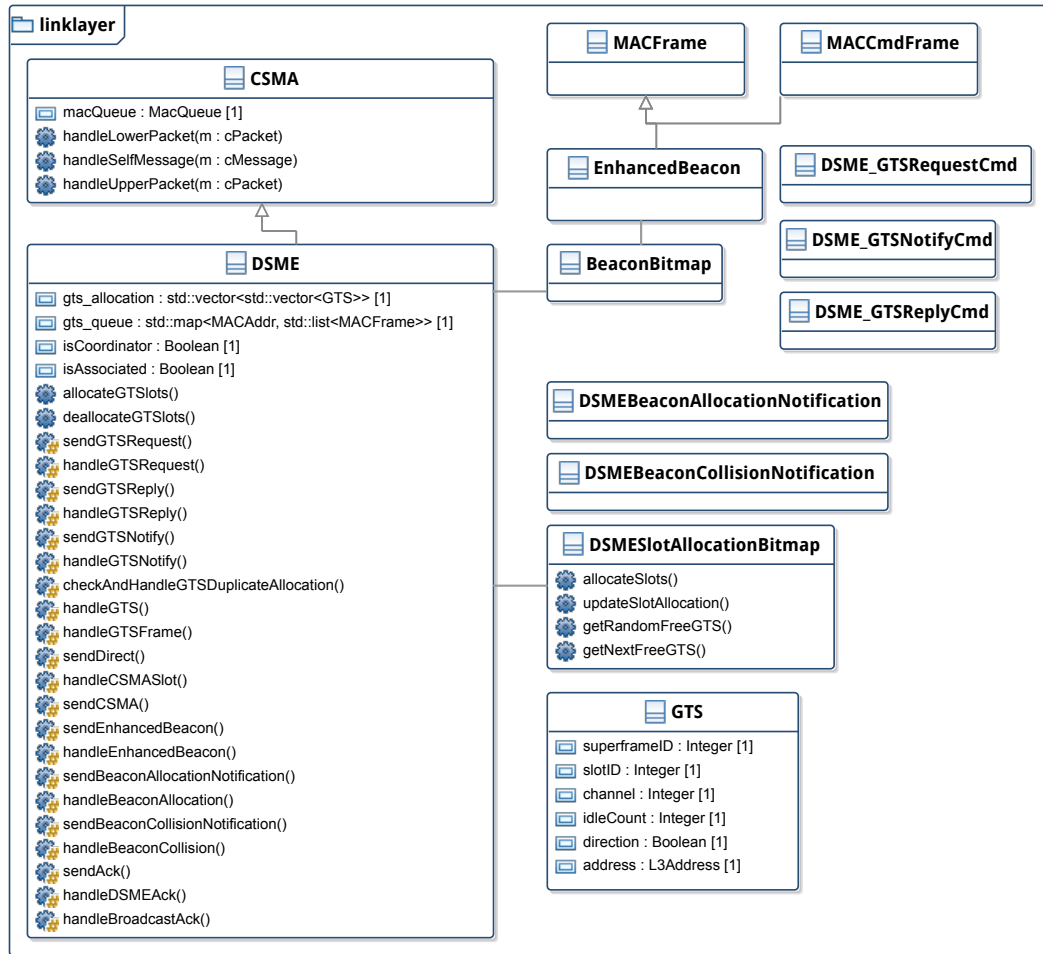 linklayer
CSMA
macQueue : MacQueue [1]
handleLowerPacket(m : cPacket)
handleSelfMessage(m : cMessage)
handleUpperPacket(m : cPacket)
DSME
gts_allocation : std::vector<std::vector<GTS>> [1]
gts_queue : std::map<MACAddr, std::list<MACFrame>> [1]
isCoordinator : Boolean [1]
isAssociated : Boolean [1]
allocateGTSlots()
deallocateGTSlots()
sendGTSRequest()
handleGTSRequest()
sendGTSReply()
handleGTSReply()
sendGTSNotify()
handleGTSNotify()
checkAndHandleGTSDuplicateAllocation()
handleGTS()
handleGTSFrame()
sendDirect()
handleCSMASlot()
sendCSMA()
sendEnhancedBeacon()
handleEnhancedBeacon()
sendBeaconAllocationNotification()
handleBeaconAllocation()
sendBeaconCollisionNotification()
handleBeaconCollision()
sendAck()
handleDSMEAck()
handleBroadcastAck()
MACFrame
MACCmdFrame
EnhancedBeacon
DSME_GTSRequestCmd
DSME_GTSNotifyCmd
BeaconBitmap
DSME_GTSReplyCmd
DSMEBeaconAllocationNotification
DSMEBeaconCollisionNotification
DSMESlotAllocationBitmap
allocateSlots()
updateSlotAllocation()
getRandomFreeGTS()
getNextFreeGTS()
GTS
superframeID : Integer [1]
slotID : Integer [1]
channel : Integer [1]
idleCount : Integer [1]
direction : Boolean [1]
address : L3Address [1]